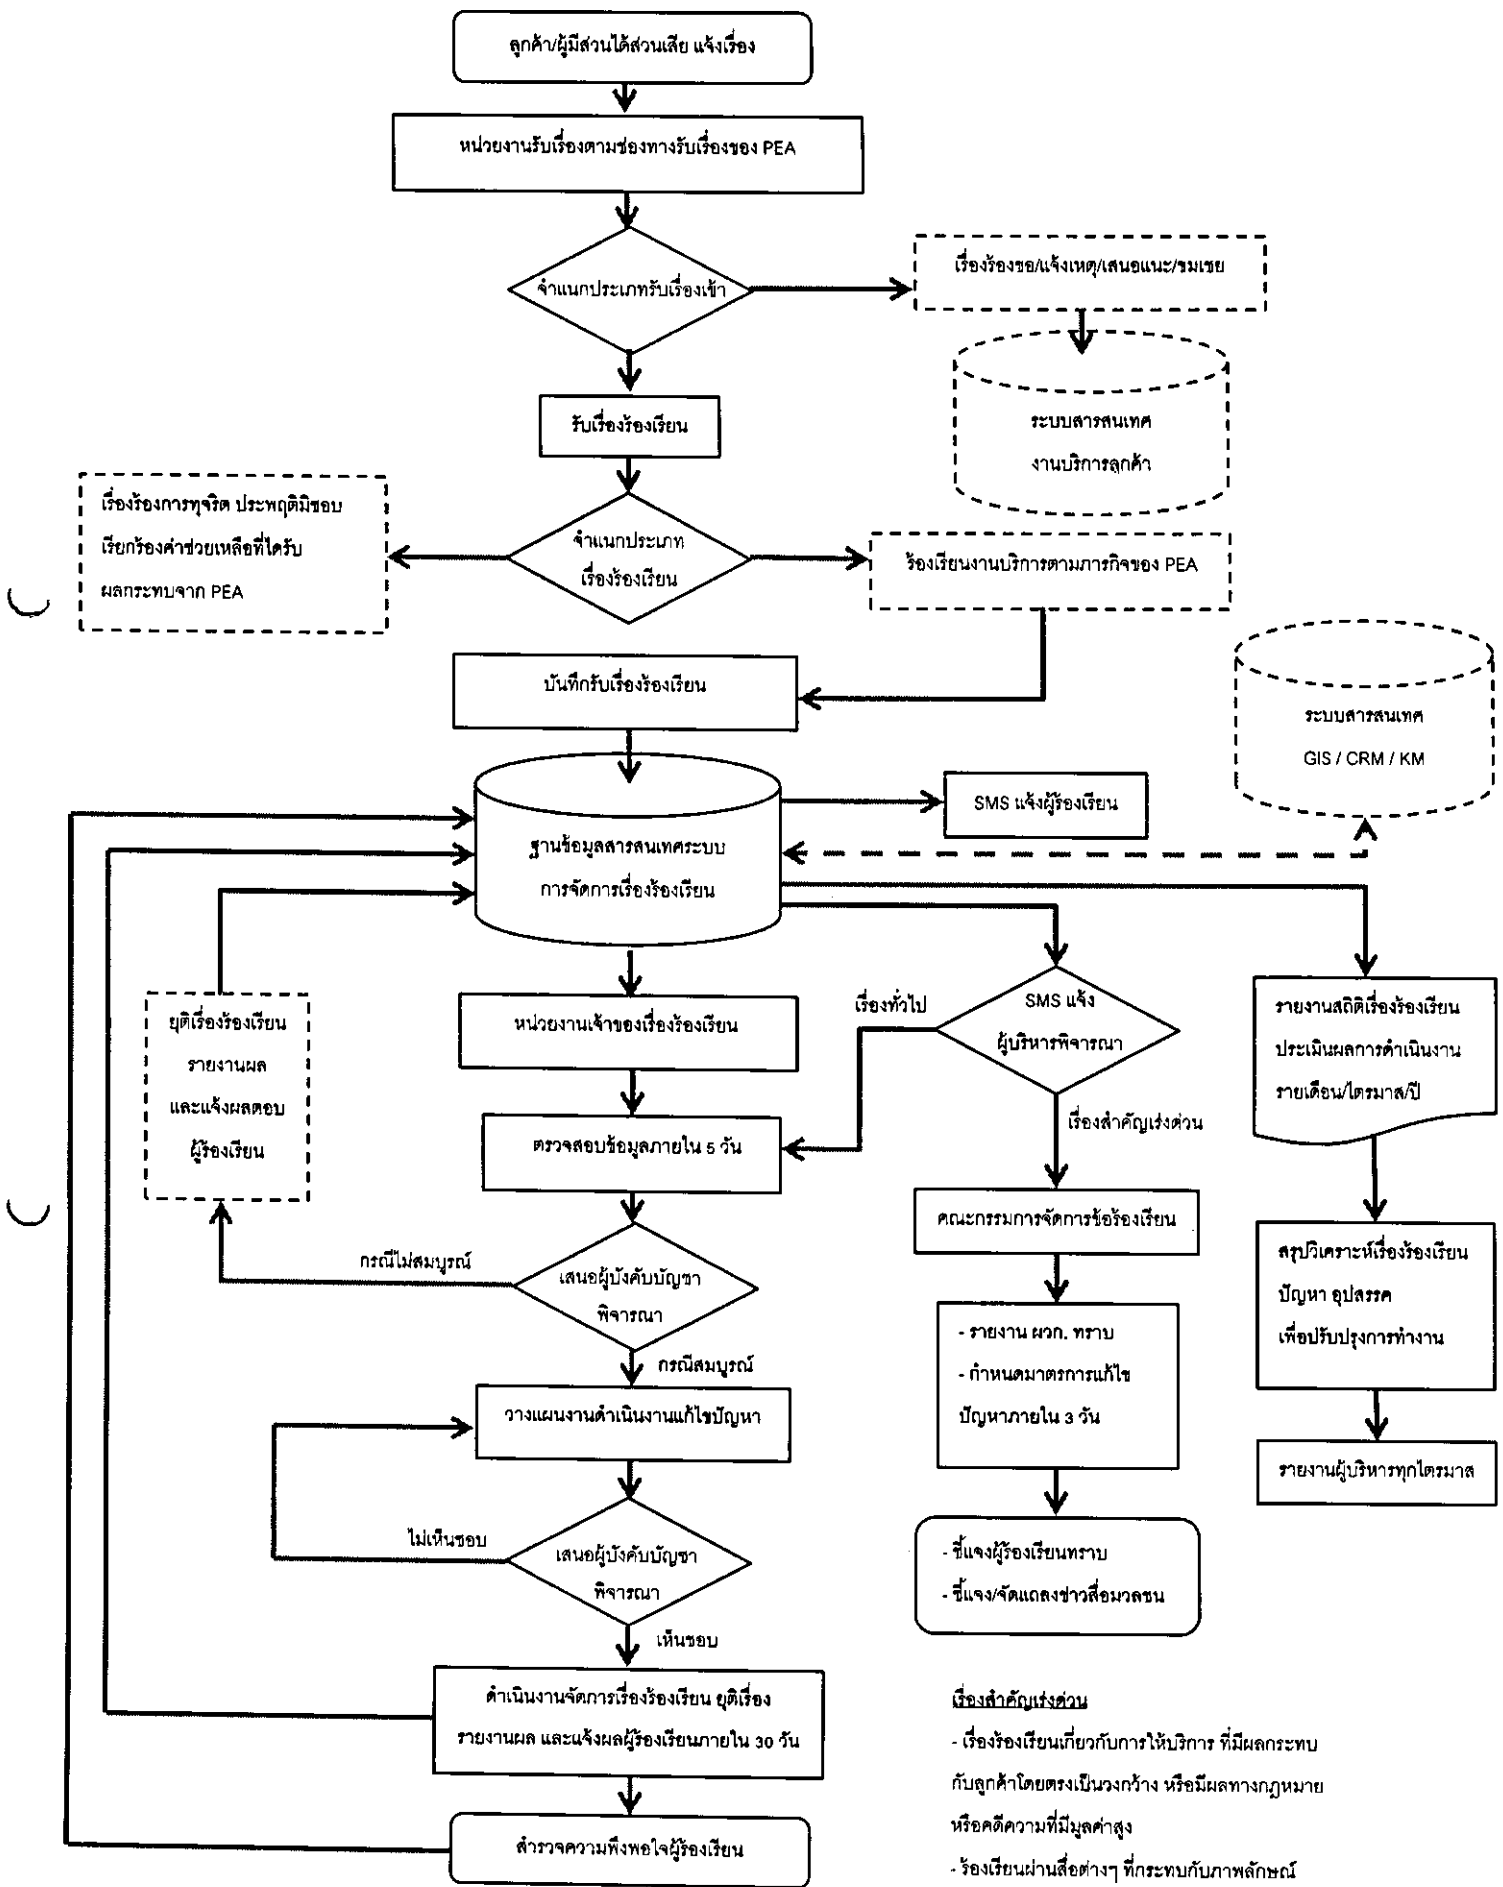 ลูกค้า/ผู้มีส่วนได้ส่วนเสีย แจ้งเรื่อง
หน่วยงานรับเรื่องตามช่องทางรับเรื่องของ PEA
จำแนกประเภทรับเรื่องเข้า
เรื่องร้องขอ/แจ้งเหตุ/เสนอแนะ/ชมเชย
ระบบสารสนเทศ
งานบริการลูกค้า
รับเรื่องร้องเรียน
เรื่องร้องการทุจริต ประพฤติมิชอบ
เรียกร้องค่าช่วยเหลือที่ได้รับ
ผลกระทบจาก PEA
จำแนกประเภท
เรื่องร้องเรียน
ร้องเรียนงานบริการตามภารกิจของ PEA
บันทึกรับเรื่องร้องเรียน
ระบบสารสนเทศ
GIS / CRM / KM
SMS แจ้งผู้ร้องเรียน
ฐานข้อมูลสารสนเทศระบบ
การจัดการเรื่องร้องเรียน
ยุติเรื่องร้องเรียน
รายงานผล
และแจ้งผลตอบ
ผู้ร้องเรียน
หน่วยงานเจ้าของเรื่องร้องเรียน
เรื่องทั่วไป
SMS แจ้ง
ผู้บริหารพิจารณา
รายงานสถิติเรื่องร้องเรียน
ประเมินผลการดำเนินงาน
รายเดือน/ไตรมาส/ปี
ตรวจสอบข้อมูลภายใน 5 วัน
เรื่องสำคัญเร่งด่วน
คณะกรรมการจัดการข้อร้องเรียน
กรณีไม่สมบูรณ์
เสนอผู้บังคับบัญชา
พิจารณา
สรุปวิเคราะห์เรื่องร้องเรียน
ปัญหา อุปสรรค
เพื่อปรับปรุงการทำงาน
- รายงาน ผวก. ทราบ
- กำหนดมาตรการแก้ไข
ปัญหาภายใน 3 วัน
กรณีสมบูรณ์
วางแผนงานดำเนินงานแก้ไขปัญหา
รายงานผู้บริหารทุกไตรมาส
ไม่เห็นชอบ
เสนอผู้บังคับบัญชา
พิจารณา
- ชี้แจงผู้ร้องเรียนทราบ
- ชี้แจง/จัดแถลงข่าวสื่อมวลชน
เห็นชอบ
ดำเนินงานจัดการเรื่องร้องเรียน ยุติเรื่อง
รายงานผล และแจ้งผลผู้ร้องเรียนภายใน 30 วัน
สำรวจความพึงพอใจผู้ร้องเรียน
เรื่องสำคัญเร่งด่วน
- เรื่องร้องเรียนเกี่ยวกับการให้บริการ ที่มีผลกระทบ
กับลูกค้าโดยตรงเป็นวงกว้าง หรือมีผลทางกฎหมาย
หรือคดีความที่มีมูลค่าสูง
- ร้องเรียนผ่านสื่อต่างๆ ที่กระทบกับภาพลักษณ์